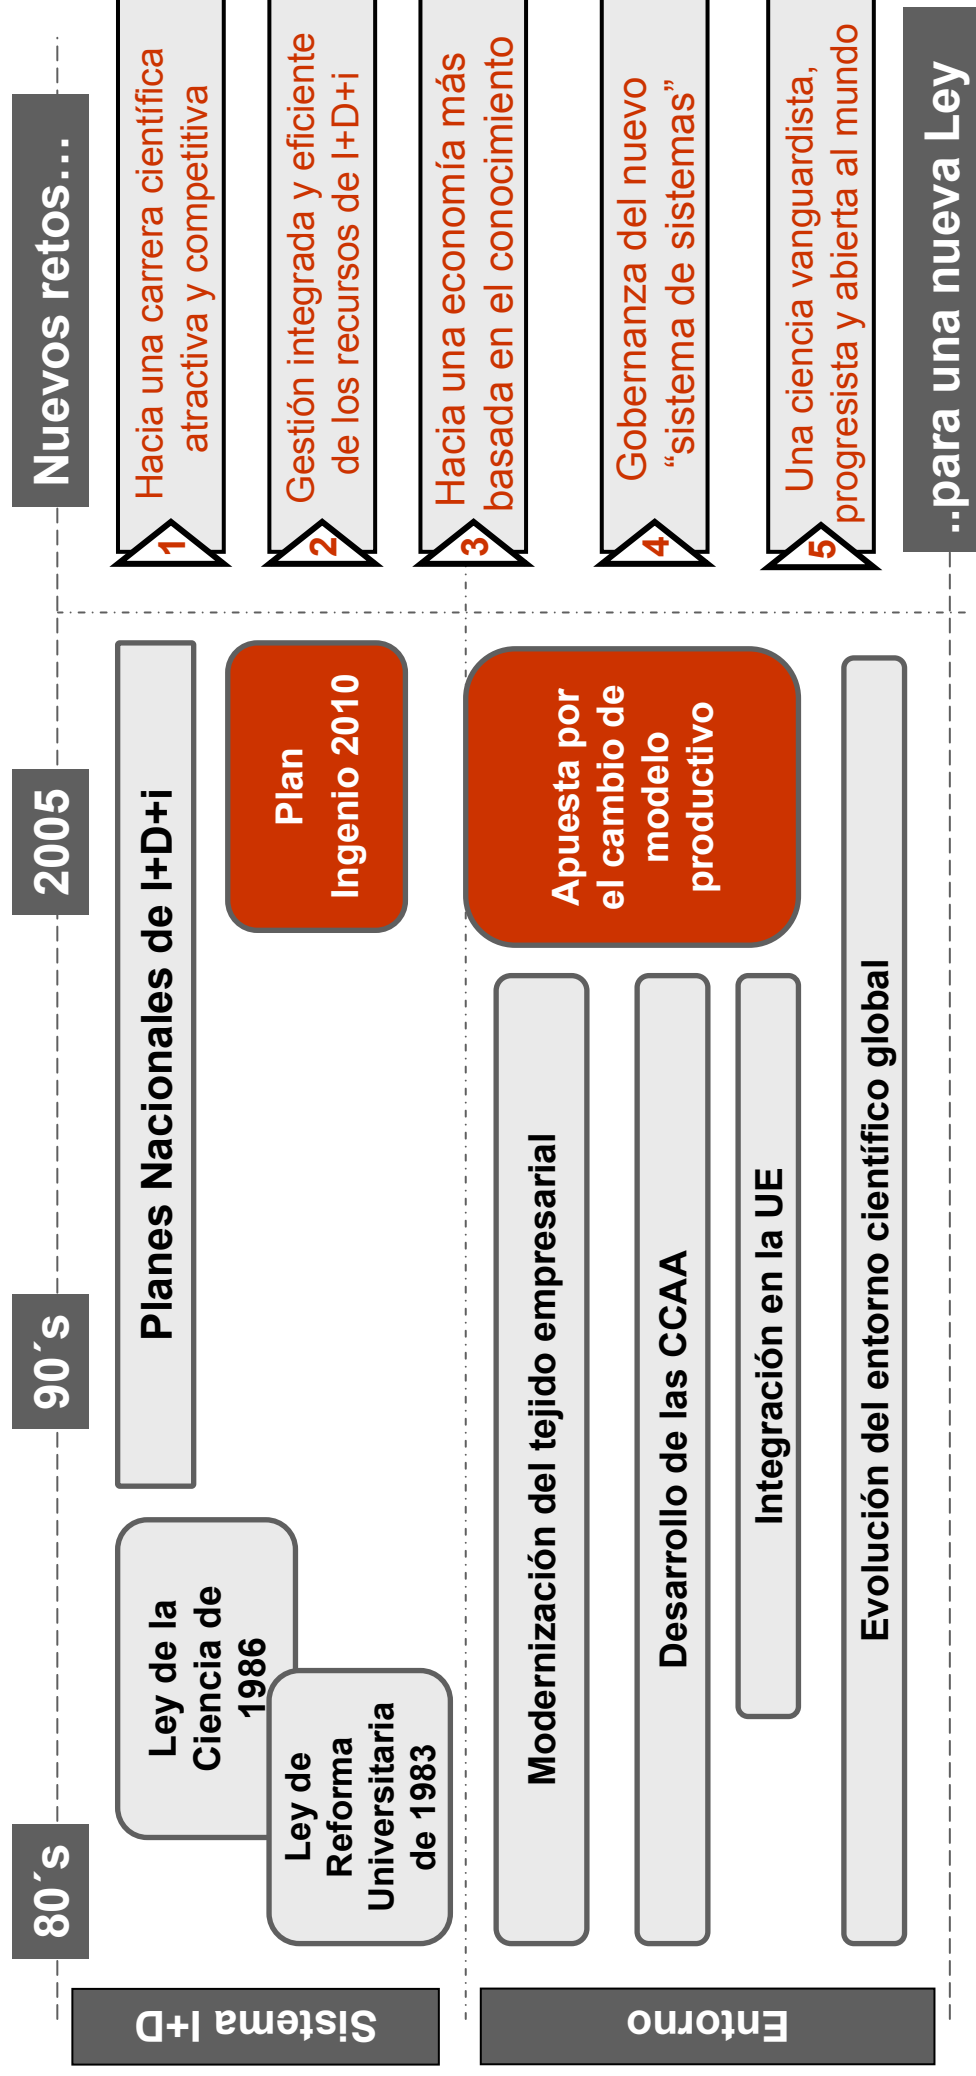 80´s
90´s
2005
Nuevos retos...
Sistema I+D
Ley de la
Ciencia de
1986
Ley de
Reforma
Universitaria
de 1983
Planes Nacionales de I+D+i
Plan
Ingenio 2010
Entorno
Modernización del tejido empresarial
Desarrollo de las CCAA
Integración en la UE
Evolución del entorno científico global
Apuesta por
el cambio de
modelo
productivo
1
Hacia una carrera científica
atractiva y competitiva
2
Gestión integrada y eficiente
de los recursos de I+D+i
3
Hacia una economía más
basada en el conocimiento
4
Gobernanza del nuevo
“sistema de sistemas”
5
Una ciencia vanguardista,
progresista y abierta al mundo
..para una nueva Ley